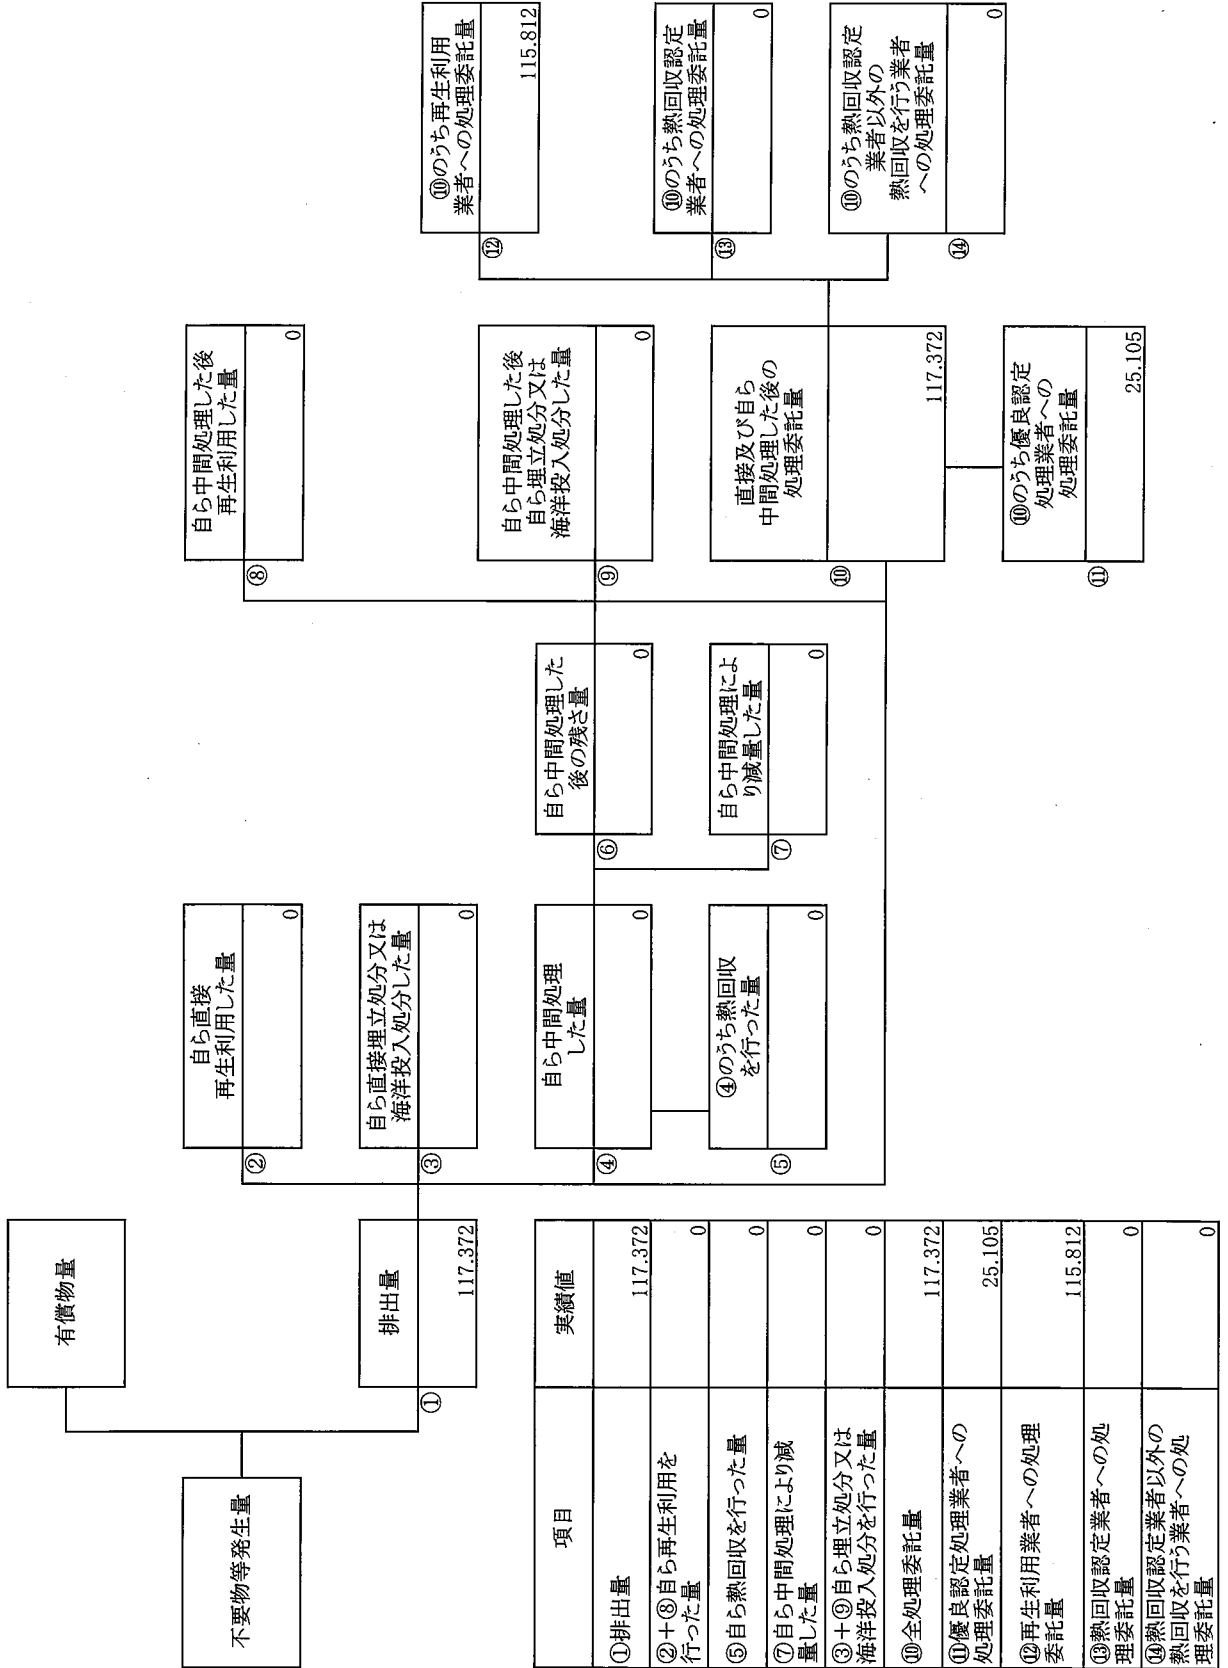 不要物等発生量
有償物量
①
排出量
117.372
②
自ら直接
再生利用した量
0
③
自ら直接埋立処分又は
海洋投入処分した量
0
④
自ら中間処理
した量
0
⑤
④のうち熱回収
を行った量
0
⑥
自ら中間処理した
後の残さ量
0
⑦
自ら中間処理によ
り減量した量
0
⑧
自ら中間処理した後
再生利用した量
0
⑨
自ら中間処理した後
自ら埋立処分又は
海洋投入処分した量
0
⑩
直接及び自ら
中間処理した後の
処理委託量
117.372
⑪
⑩のうち優良認定
処理業者への
処理委託量
25.105
⑫
⑩のうち再生利用
業者への処理委託量
115.812
⑬
⑩のうち熱回収認定
業者への処理委託量
0
⑭
⑩のうち熱回収認定
業者以外の
熱回収を行う業者
への処理委託量
0
項目
実績値
①排出量
117.372
②+⑧自ら再生利用を
行った量
0
⑤自ら熱回収を行った量
0
⑦自ら中間処理により減
量した量
0
③+⑨自ら埋立処分又は
海洋投入処分を行った量
0
⑩全処理委託量
117.372
⑪優良認定処理業者への
処理委託量
25.105
⑫再生利用業者への処理
委託量
115.812
⑬熱回収認定業者への処
理委託量
0
⑭熱回収認定業者以外の
熱回収を行う業者への処
理委託量
0